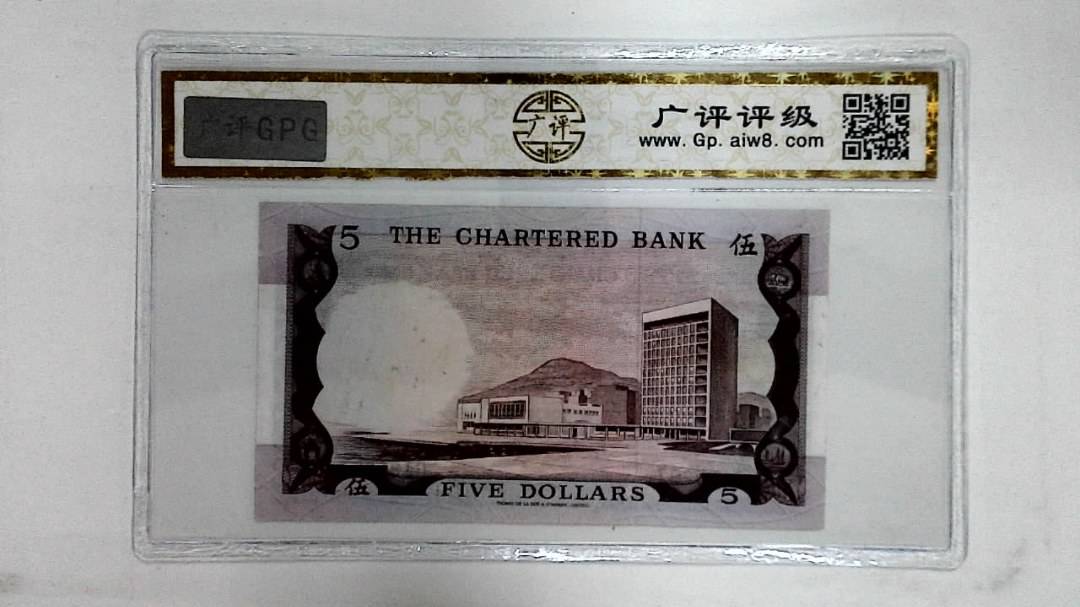 广评GPG
广评
广评评级
www. Gp. aiw8. com
5 THE CHARTERED BANK 伍
伍 FIVE DOLLARS 5